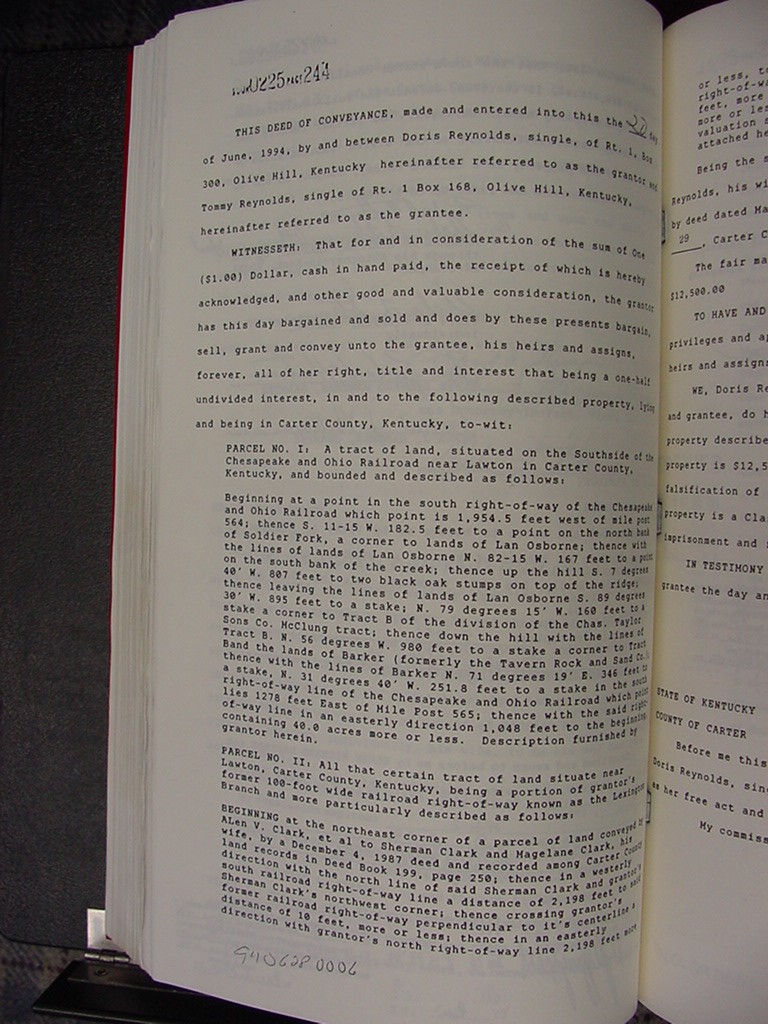 0225 244
THIS DEED OF CONVEYANCE, made and entered into this the 22 day
of June, 1994, by and between Doris Reynolds, single, of Rt. 1, Box
300, Olive Hill, Kentucky hereinafter referred to as the grantor and
Tommy Reynolds, single of Rt. 1 Box 168, Olive Hill, Kentucky,
hereinafter referred to as the grantee.
WITNESSETH: That for and in consideration of the sum of One
($1.00) Dollar, cash in hand paid, the receipt of which is hereby
acknowledged, and other good and valuable consideration, the grantor
has this day bargained and sold and does by these presents bargain,
sell, grant and convey unto the grantee, his heirs and assigns,
forever, all of her right, title and interest that being a one-half
undivided interest, in and to the following described property, lying
and being in Carter County, Kentucky, to-wit:
PARCEL NO. I: A tract of land, situated on the Southside of the
Chesapeake and Ohio Railroad near Lawton in Carter County,
Kentucky, and bounded and described as follows:
Beginning at a point in the south right-of-way of the Chesapeake
and Ohio Railroad which point is 1,954.5 feet west of mile post
564; thence S. 11-15 W. 182.5 feet to a point on the north bank
of Soldier Fork, a corner to lands of Lan Osborne; thence with
the lines of lands of Lan Osborne N. 82-15 W. 167 feet to a point
on the south bank of the creek; thence up the hill S. 7 degrees
40' W. 807 feet to two black oak stumps on top of the ridge;
thence leaving the lines of lands of Lan Osborne S. 89 degrees
30' W. 895 feet to a stake; N. 79 degrees 15' W. 160 feet to a
stake a corner to Tract B of the division of the Chas. Taylor
Sons Co. McClung tract; thence down the hill with the lines of
Tract B. N. 56 degrees W. 980 feet to a stake a corner to Tract
Band the lands of Barker (formerly the Tavern Rock and Sand Co.
thence with the lines of Barker N. 71 degrees 19' E. 346 feet to
a stake, N. 31 degrees 40' W. 251.8 feet to a stake in the south
right-of-way line of the Chesapeake and Ohio Railroad which point
lies 1278 feet East of Mile Post 565; thence with the said right-
of-way line in an easterly direction 1,048 feet to the beginning
containing 40.0 acres more or less. Description furnished by
grantor herein.
PARCEL NO. II: All that certain tract of land situate near
Lawton, Carter County, Kentucky, being a portion of grantor's
former 100-foot wide railroad right-of-way known as the Lexington
Branch and more particularly described as follows:
BEGINNING at the northeast corner of a parcel of land conveyed by
ALen V. Clark, et al to Sherman Clark and Magelane Clark, his
wife, by a December 4, 1987 deed and recorded among Carter County
land records in Deed Book 199, page 250; thence in a westerly
direction with the north line of said Sherman Clark and grantor's
south railroad right-of-way line a distance of 2,198 feet to said
Sherman Clark's northwest corner; thence crossing grantor's
former railroad right-of-way perpendicular to it's centerline a
distance of 10 feet, more or less; thence in an easterly
direction with grantor's north right-of-way line 2,198 feet more
9406280006
or less, to
right-of-wa
feet, more
more or les
valuation s
attached he
Being the s
Reynolds, his wi
by deed dated Ma
29, Carter C
The fair ma
$12,500.00
TO HAVE AND
privileges and a
heirs and assign
WE, Doris Re
and grantee, do h
property describe
property is $12,5
falsification of
property is a Cla
imprisonment and
IN TESTIMONY
grantee the day an
STATE OF KENTUCKY
COUNTY OF CARTER
Before me this
Doris Reynolds, sin
as her free act and
My commiss